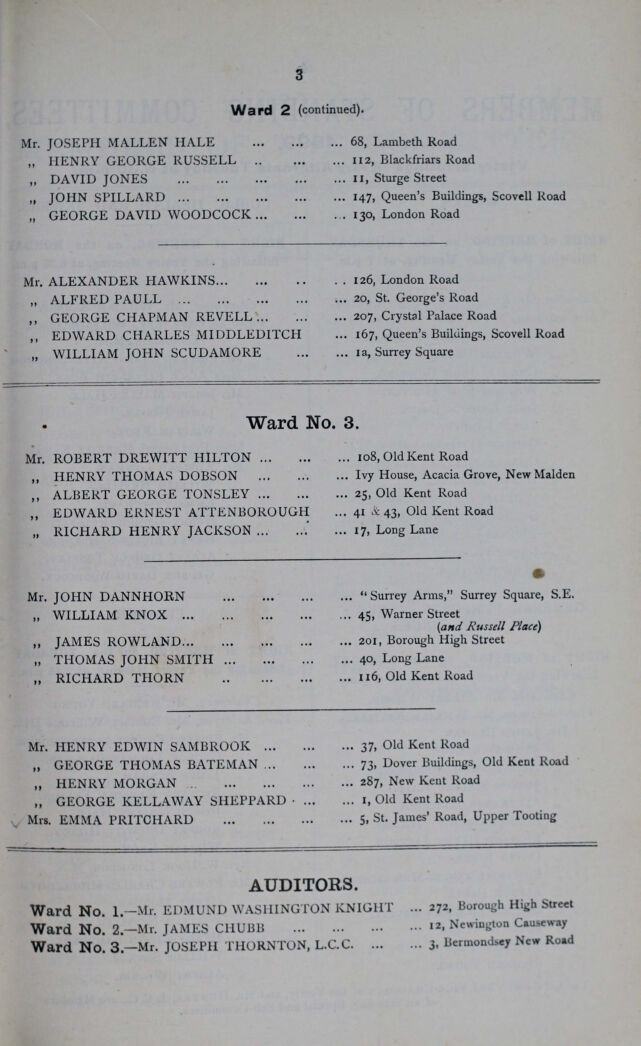 3
Ward 2 (continued).
Mr. JOSEPH MALLEN HALE ... ... ... 68, Lambeth Road
„ HENRY GEORGE RUSSELL .. ... ... 112, Blackfriars Road
„ DAVID JONES ... ... ... ... ... 11, Sturge Street
„ JOHN SPILLARD ... ... ... ... ... 147, Queen's Buildings, Scovell Road
„ GEORGE DAVID WOODCOCK ... ... ... 130, London Road
Mr. ALEXANDER HAWKINS... ... .. . . 126, London Road
„ ALFRED PAULL ... ... ... ... ... 20, St. George's Road
,, GEORGE CHAPMAN REVELL ... ... ... 207, Crystal Palace Road
,, EDWARD CHARLES MIDDLEDITCH ... 167, Queen's Buildings, Scovell Road
„ WILLIAM JOHN SCUDAMORE ... ... 1a, Surrey Square
Ward No. 3.
Mr. ROBERT DREWITT HILTON ... ... ... 108, Old Kent Road
,, HENRY THOMAS DOBSON ... ... ... Ivy House, Acacia Grove, New Malden
,, ALBERT GEORGE TONSLEY ... ... ... 25, Old Kent Road
,, EDWARD ERNEST ATTENBOROUGH ... 41 & 43, Old Kent Road
„ RICHARD HENRY JACKSON ... ... ... 17, Long Lane
Mr. JOHN DANNHORN ... ... ... ... "Surrey Arms," Surrey Square, S.E.
„ WILLIAM KNOX ... ... ... ... ... 45, Warner Street
(and Russell Place)
,, JAMES ROWLAND... ... ... ... ... 201, Borough High Street
„ THOMAS JOHN SMITH ... ... ... ... 40, Long Lane
„ RICHARD THORN .. ... ... ... 116, Old Kent Road
Mr. HENRY EDWIN SAMBROOK ... ... ... 37, Old Kent Road
„ GEORGE THOMAS BATEMAN ... ... ... 73, Dover Buildings, Old Kent Road
,, HENRY MORGAN .. ... ... ... ... 287, New Kent Road
,, GEORGE KELLAWAY SHEPPARD · ... ... 1, Old Kent Road
Mrs. EMMA PRITCHARD ... ... ... ... 5, St. James' Road, Upper Tooting
AUDITORS.
Ward No. 1.—Mr. EDMUND WASHINGTON KNIGHT ... 272, Borough High Street
Ward No. 2.—Mr. JAMES CHUBB ... ... ... ... 12, Newington Causeway
Ward No. 3.—Mr. JOSEPH THORNTON, L.C.C. ... ... 3, Bermondsey New Road